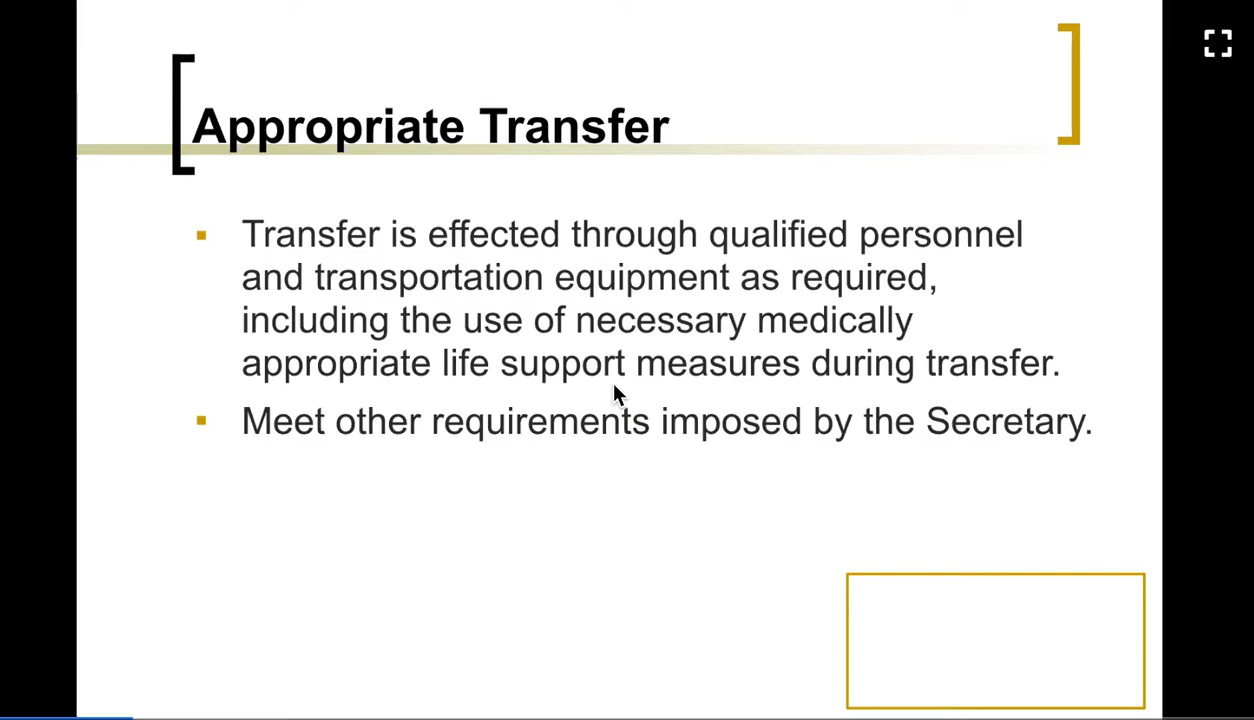 Appropriate Transfer
▪ Transfer is effected through qualified personnel
and transportation equipment as required,
including the use of necessary medically
appropriate life support measures during transfer.
▪ Meet other requirements imposed by the Secretary.